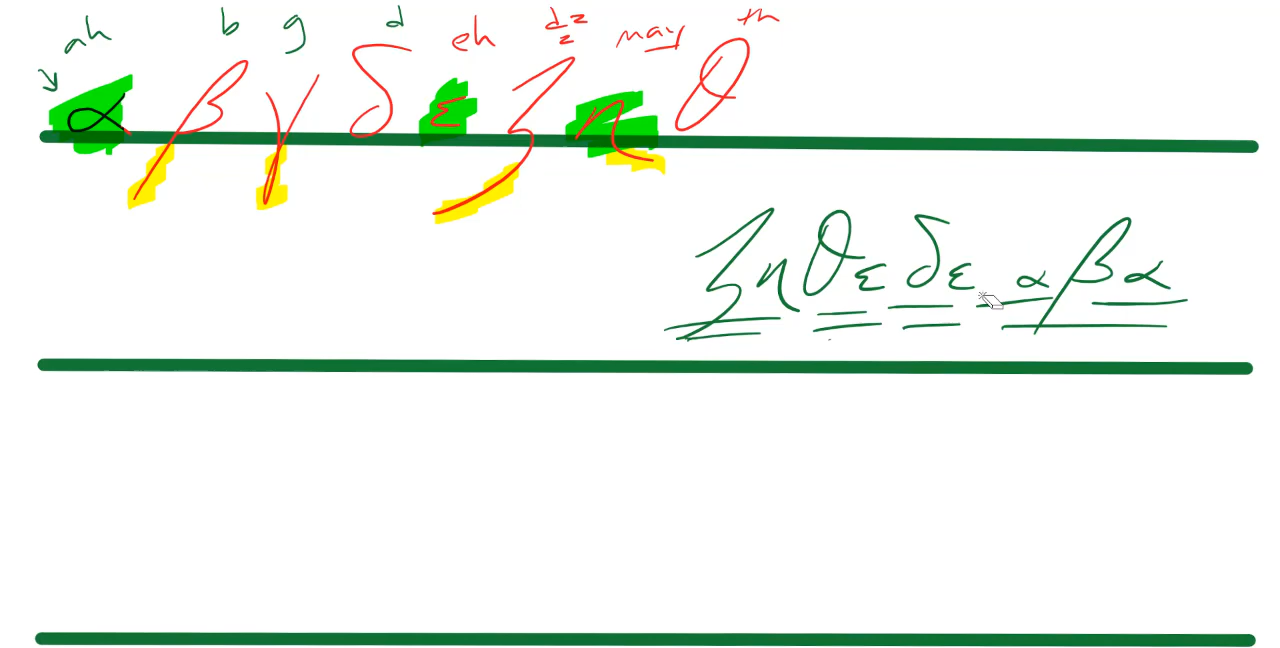 ah b g d eh dz z may th
α β γ δ ε ζ η θ
ζηθε δε αβα